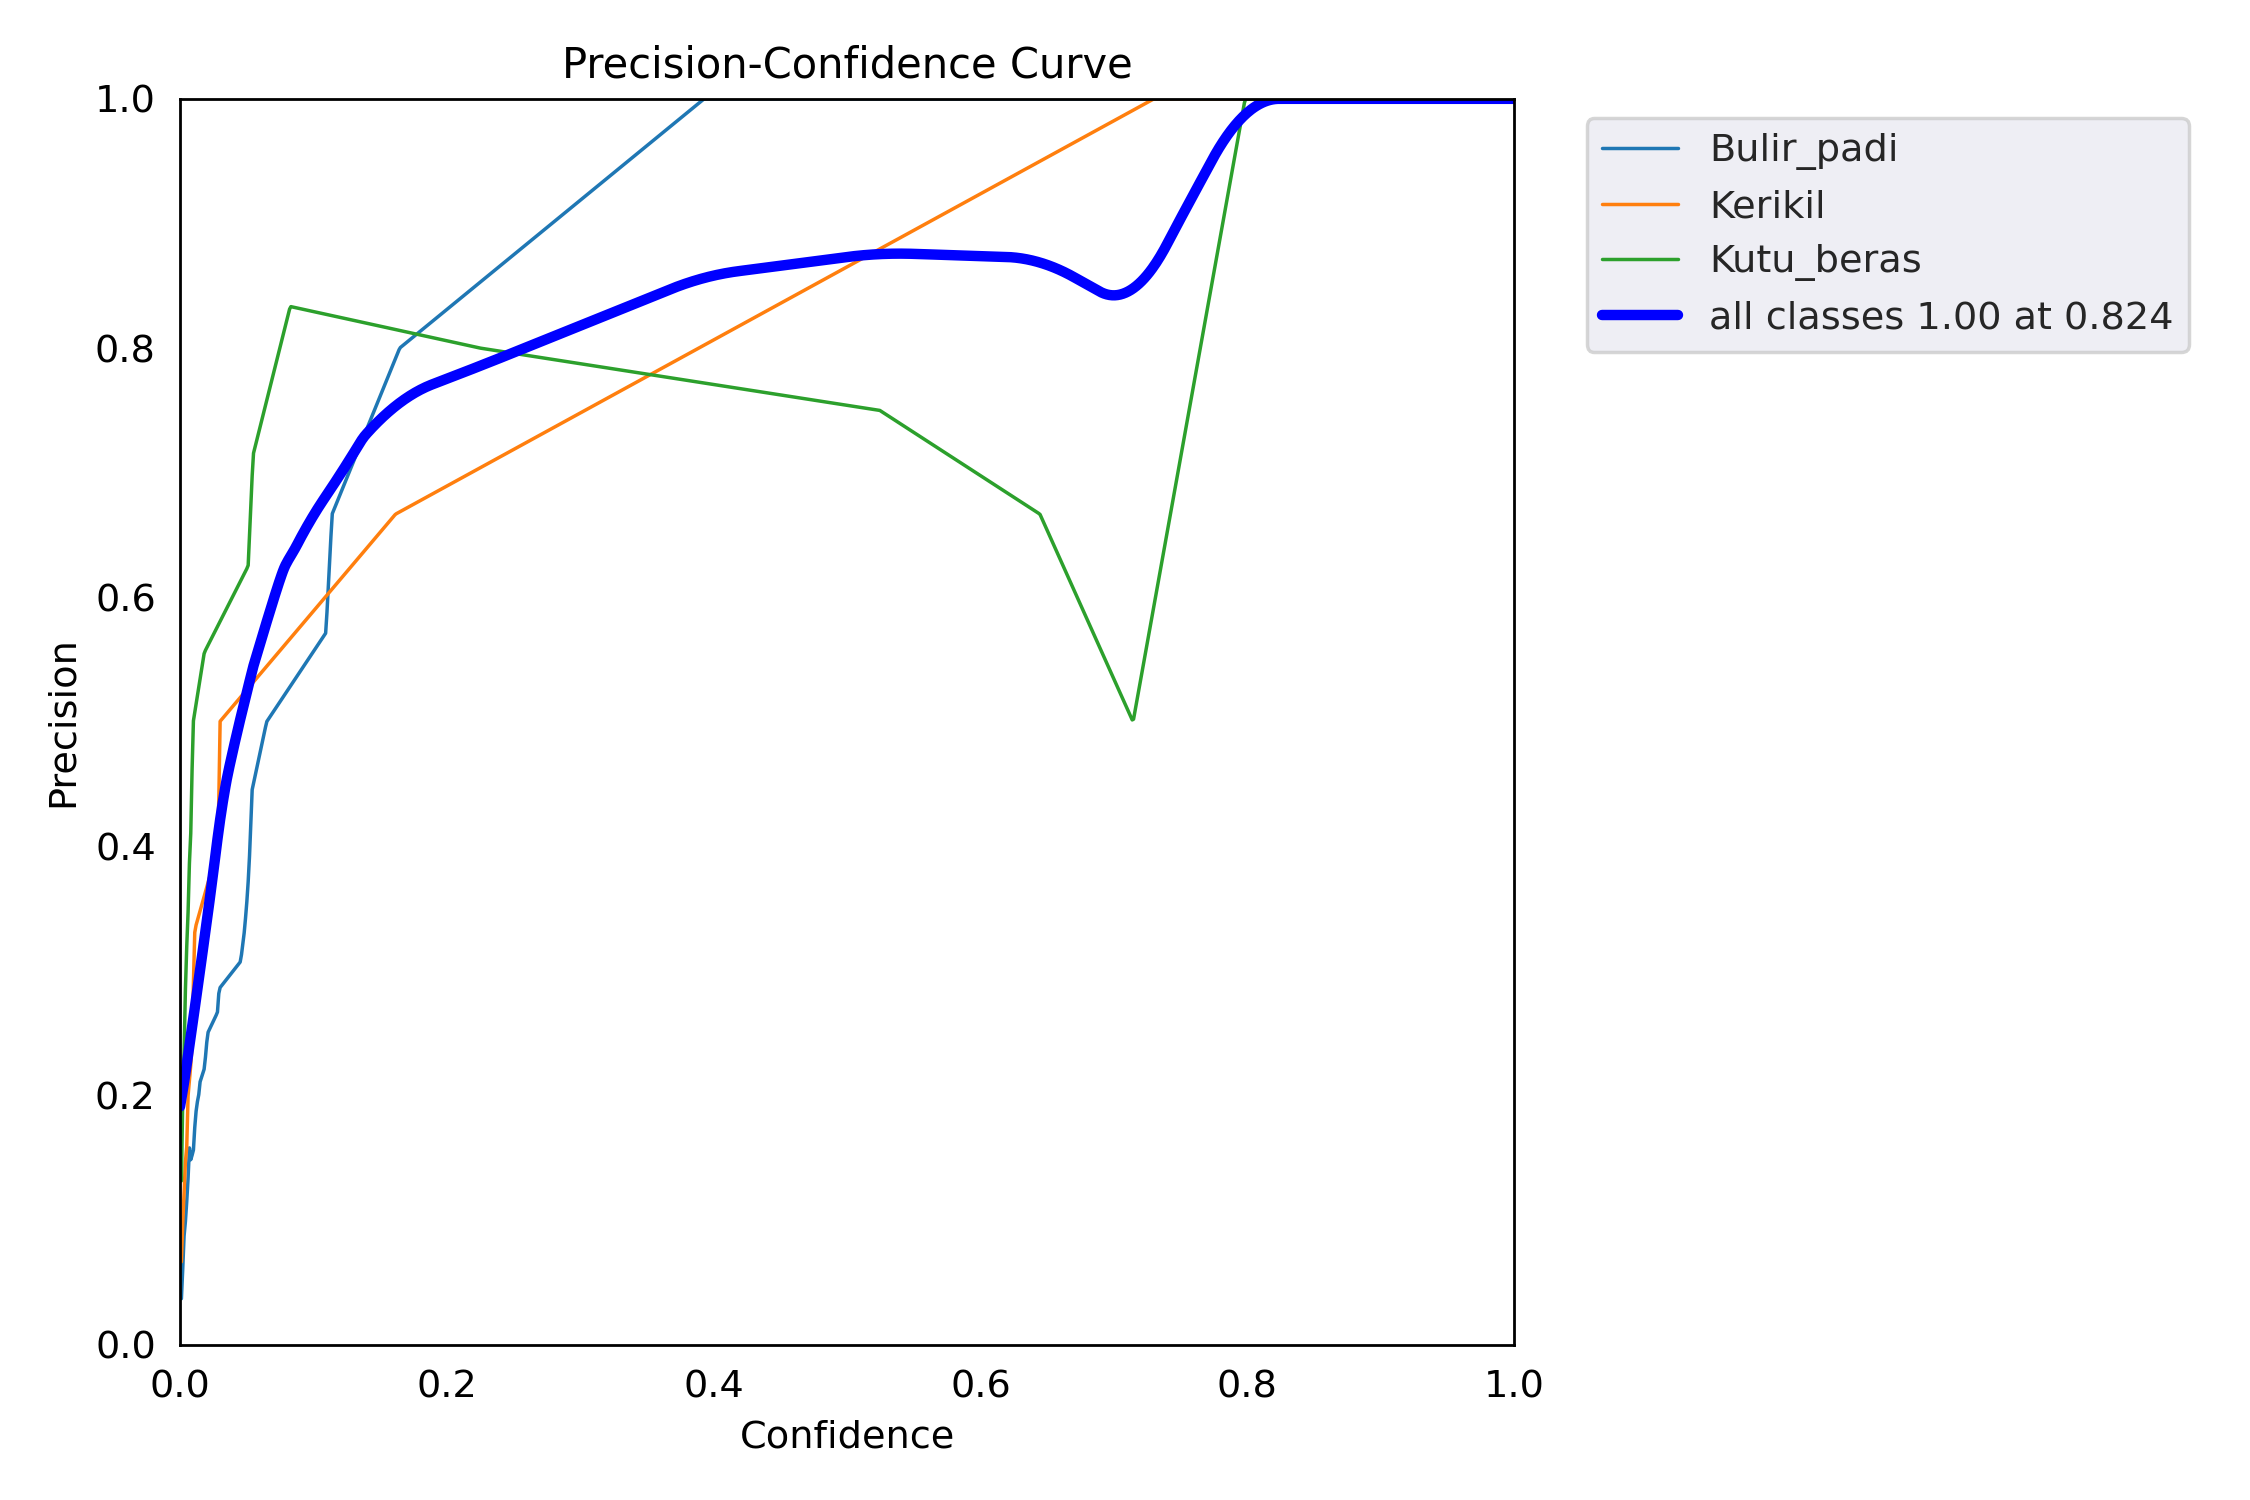 Precision-Confidence Curve
1.0
0.8
0.6
0.4
0.2
0.0
Precision
0.0 0.2 0.4 0.6 0.8 1.0
Confidence
Bulir_padi
Kerikil
Kutu_beras
all classes 1.00 at 0.824